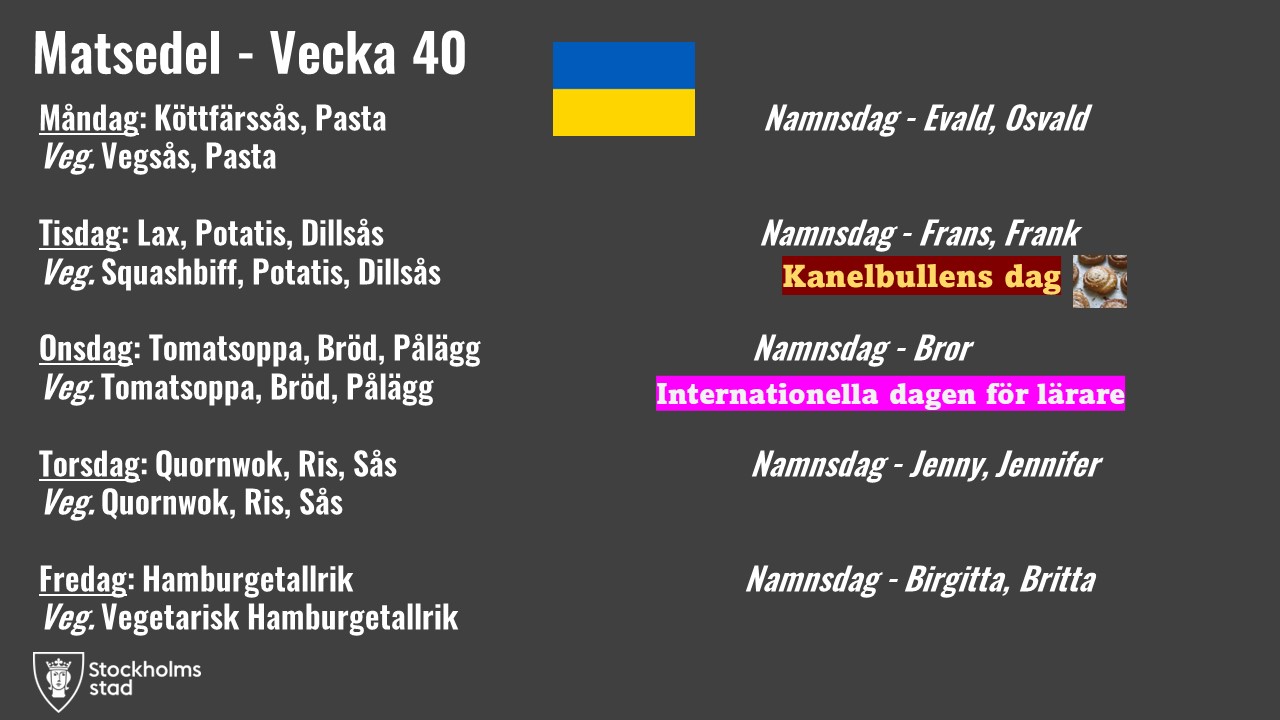 Matsedel - Vecka 40
Måndag: Köttfärssås, Pasta
Namnsdag - Evald, Osvald
Veg. Vegsås, Pasta
Tisdag: Lax, Potatis, Dillsås
Namnsdag - Frans, Frank
Veg. Squashbiff, Potatis, Dillsås
Kanelbullens dag
Onsdag: Tomatsoppa, Bröd, Pålägg
Namnsdag - Bror
Veg. Tomatsoppa, Bröd, Pålägg
Internationella dagen för lärare
Torsdag: Quornwok, Ris, Sås
Namnsdag - Jenny, Jennifer
Veg. Quornwok, Ris, Sås
Fredag: Hamburgetallrik
Namnsdag - Birgitta, Britta
Veg. Vegetarisk Hamburgetallrik
Stockholms
stad